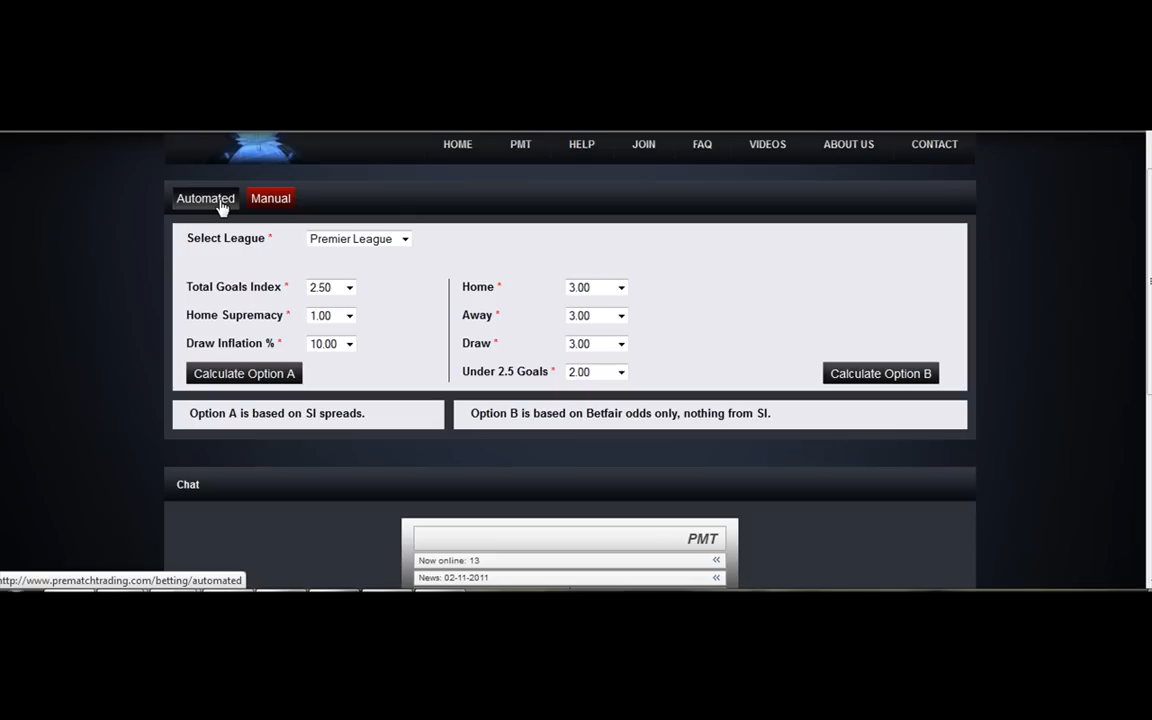 HOME PMT HELP JOIN FAQ VIDEOS ABOUT US CONTACT
Automated Manual
Select League * Premier League
Total Goals Index * 2.50 Home * 3.00
Home Supremacy * 1.00 Away * 3.00
Draw Inflation % * 10.00 Draw * 3.00
Under 2.5 Goals * 2.00
Calculate Option A Calculate Option B
Option A is based on SI spreads. Option B is based on Betfair odds only, nothing from SI.
Chat
PMT
Now online: 13 «
News: 02-11-2011 «
http://www.prematchtrading.com/betting/automated